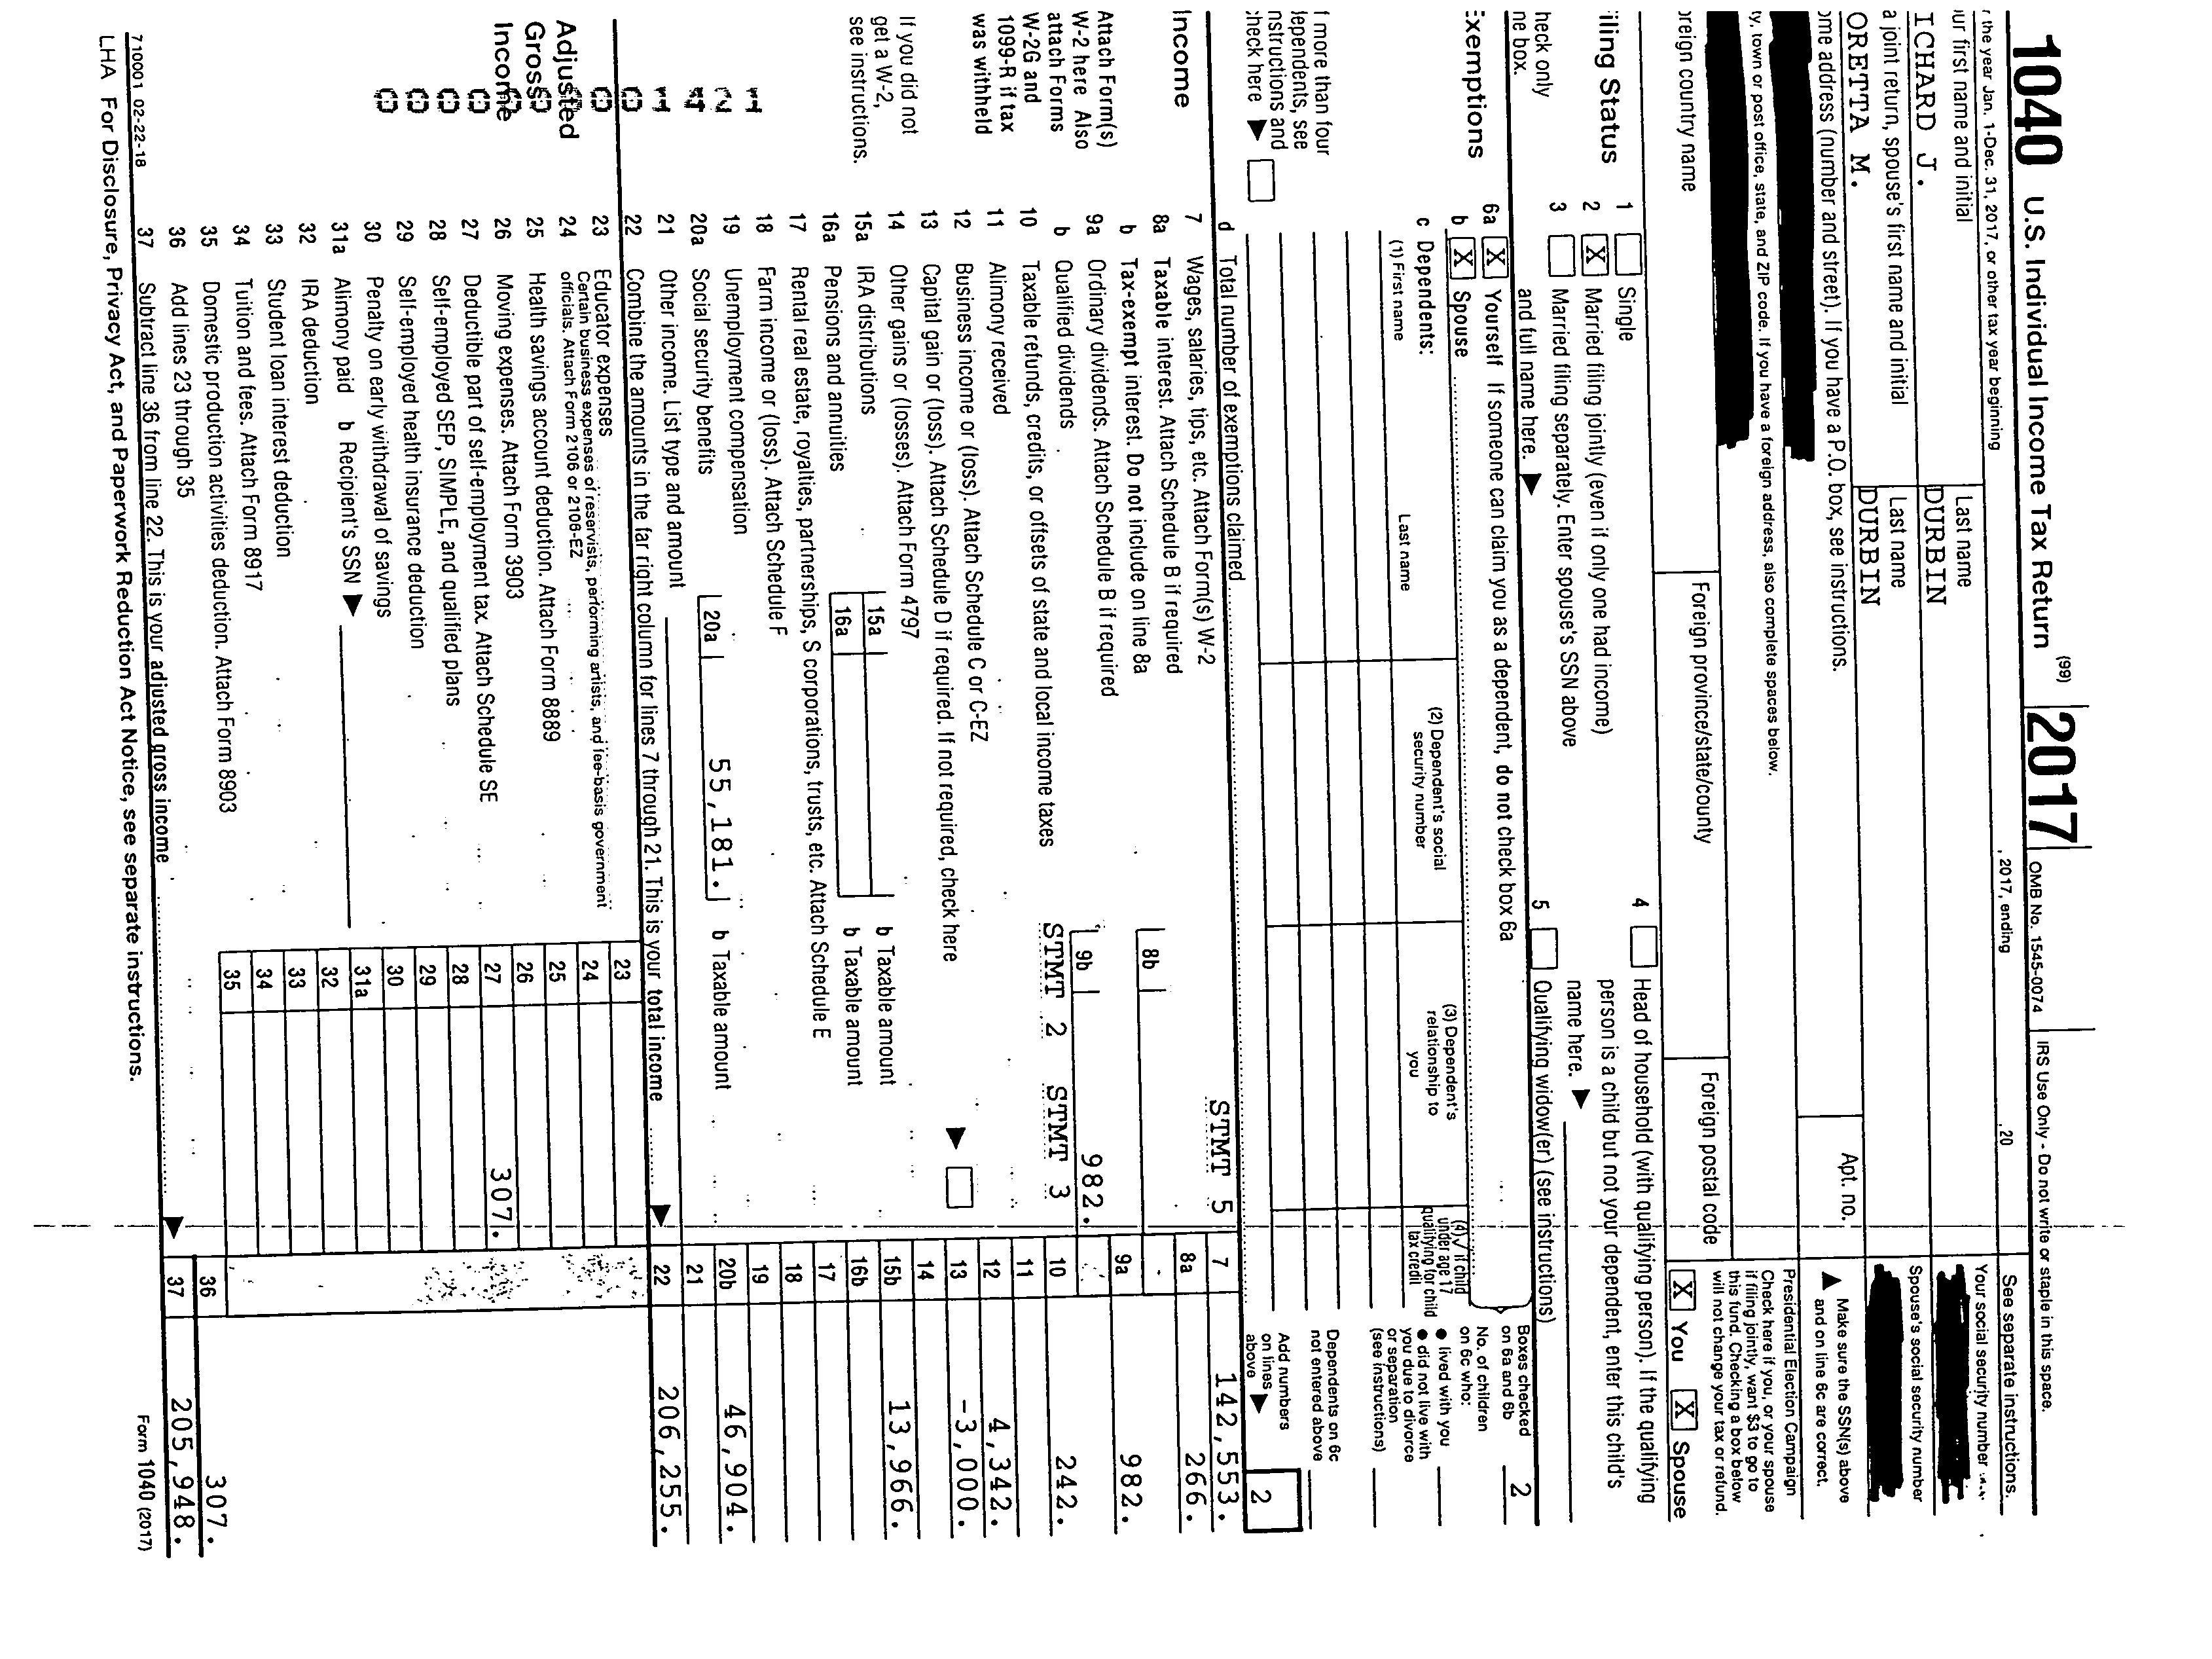 1040 U.S. Individual Income Tax Return (99) 2017 OMB No. 1545-0074 IRS Use Only - Do not write or staple in this space.
r the year Jan. 1-Dec. 31, 2017, or other tax year beginning , 2017, ending , 20 See separate instructions.
ur first name and initial Last name Your social security number
ICHARD J. DURBIN
a joint return, spouse's first name and initial Last name Spouse's social security number
ORETTA M. DURBIN
ome address (number and street). If you have a P.O. box, see instructions. Apt. no. ▲ Make sure the SSN(s) above
and on line 6c are correct.
ty, town or post office, state, and ZIP code. If you have a foreign address, also complete spaces below. Presidential Election Campaign
Check here if you, or your spouse
if filing jointly, want $3 to go to
this fund. Checking a box below
will not change your tax or refund.
oreign country name Foreign province/state/county Foreign postal code X You X Spouse
iling Status 1 Single 4 Head of household (with qualifying person). If the qualifying
2 X Married filing jointly (even if only one had income) person is a child but not your dependent, enter this child's
heck only 3 Married filing separately. Enter spouse's SSN above name here. ▶
ne box. and full name here. ▶ 5 Qualifying widow(er) (see instructions)
Exemptions 6a X Yourself If someone can claim you as a dependent, do not check box 6a Boxes checked
on 6a and 6b 2
b X Spouse No. of children
on 6c who:
c Dependents: (2) Dependent's social security number (3) Dependent's relationship to you (4) √ if child under age 17 qualifying for child tax credit ● lived with you
(1) First name Last name ● did not live with
you due to divorce
or separation
(see instructions)
f more than four
dependents, see
nstructions and
check here ▶
Dependents on 6c
not entered above
d Total number of exemptions claimed Add numbers
on lines
above ▶ 2
Income 7 Wages, salaries, tips, etc. Attach Form(s) W-2 STMT 5 7 142,553.
8a Taxable interest. Attach Schedule B if required 8a 266.
b Tax-exempt interest. Do not include on line 8a 8b
Attach Form(s)
W-2 here Also
attach Forms
W-2G and
1099-R if tax
was withheld
9a Ordinary dividends. Attach Schedule B if required 9a 982.
b Qualified dividends 9b 982.
10 Taxable refunds, credits, or offsets of state and local income taxes STMT 2 STMT 3 10 242.
11 Alimony received 11
12 Business income or (loss). Attach Schedule C or C-EZ 12 4,342.
13 Capital gain or (loss). Attach Schedule D if required. If not required, check here ▶ 13 -3,000.
If you did not
get a W-2,
see instructions.
14 Other gains or (losses). Attach Form 4797 14
15a IRA distributions 15a b Taxable amount 15b 13,966.
16a Pensions and annuities 16a b Taxable amount 16b
17 Rental real estate, royalties, partnerships, S corporations, trusts, etc. Attach Schedule E 17
18 Farm income or (loss). Attach Schedule F 18
19 Unemployment compensation 19
20a Social security benefits 20a 55,181. b Taxable amount 20b 46,904.
21 Other income. List type and amount 21
22 Combine the amounts in the far right column for lines 7 through 21. This is your total income ▶ 22 206,255.
Adjusted
Gross
Income
23 Educator expenses 23
24 Certain business expenses of reservists, performing artists, and fee-basis government
officials. Attach Form 2106 or 2106-EZ 24
25 Health savings account deduction. Attach Form 8889 25
26 Moving expenses. Attach Form 3903 26
27 Deductible part of self-employment tax. Attach Schedule SE 27 307.
28 Self-employed SEP, SIMPLE, and qualified plans 28
29 Self-employed health insurance deduction 29
30 Penalty on early withdrawal of savings 30
31a Alimony paid b Recipient's SSN ▶ 31a
32 IRA deduction 32
33 Student loan interest deduction 33
34 Tuition and fees. Attach Form 8917 34
35 Domestic production activities deduction. Attach Form 8903 35
36 Add lines 23 through 35 36 307.
37 Subtract line 36 from line 22. This is your adjusted gross income ▶ 37 205,948.
710001 02-22-18
LHA For Disclosure, Privacy Act, and Paperwork Reduction Act Notice, see separate instructions. Form 1040 (2017)